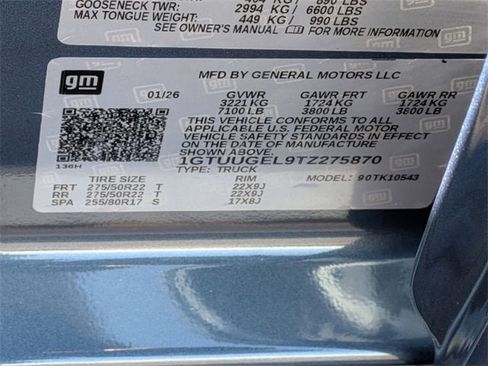 GOOSENECK TWR: 2994 KG / 6600 LBS
MAX TONGUE WEIGHT: 449 KG / 990 LBS
SEE OWNER'S MANUAL FOR MORE INFORMATION
gm
MFD BY GENERAL MOTORS LLC
01/26 GVWR GAWR FRT GAWR RR
3221 KG 1724 KG 1724 KG
7100 LB 3800 LB 3800 LB
THIS VEHICLE CONFORMS TO ALL
APPLICABLE U.S. FEDERAL MOTOR
VEHICLE SAFETY STANDARDS IN EFFECT
ON THE DATE OF MANUFACTURE
SHOWN ABOVE.
1GTUUGEL9TZ275870
136H
TYPE: TRUCK MODEL: 90TK10543
TIRE SIZE RIM
FRT 275/50R22 T 22X9J
RR 275/50R22 T 22X9J
SPA 255/80R17 S 17X8J